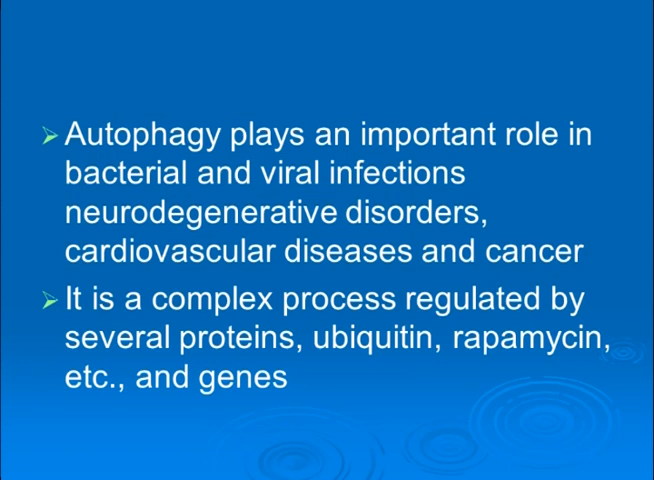 Autophagy plays an important role in
bacterial and viral infections
neurodegenerative disorders,
cardiovascular diseases and cancer
It is a complex process regulated by
several proteins, ubiquitin, rapamycin,
etc., and genes